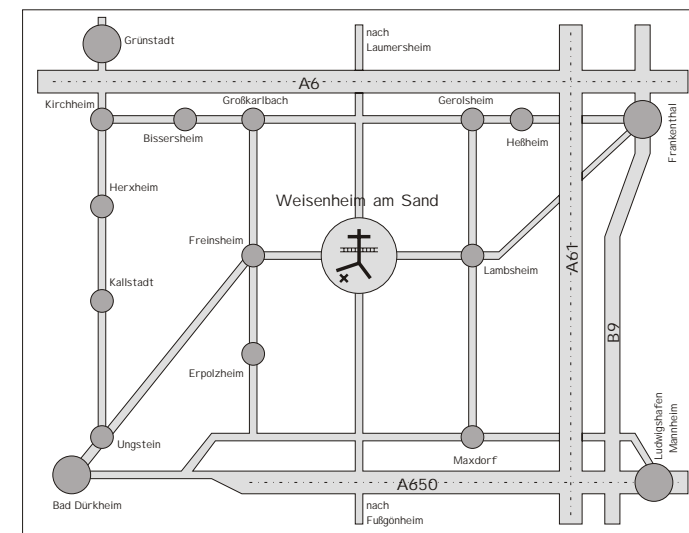 Grünstadt
nach
Laumersheim
A6
Kirchheim
Großkarlbach
Gerolsheim
Bissersheim
Heßheim
Frankenthal
Herxheim
Weisenheim am Sand
Freinsheim
Lambsheim
A61
Kallstadt
B9
Erpolzheim
Ungstein
Maxdorf
Ludwigshafen
Mannheim
A650
Bad Dürkheim
nach
Fußgönheim